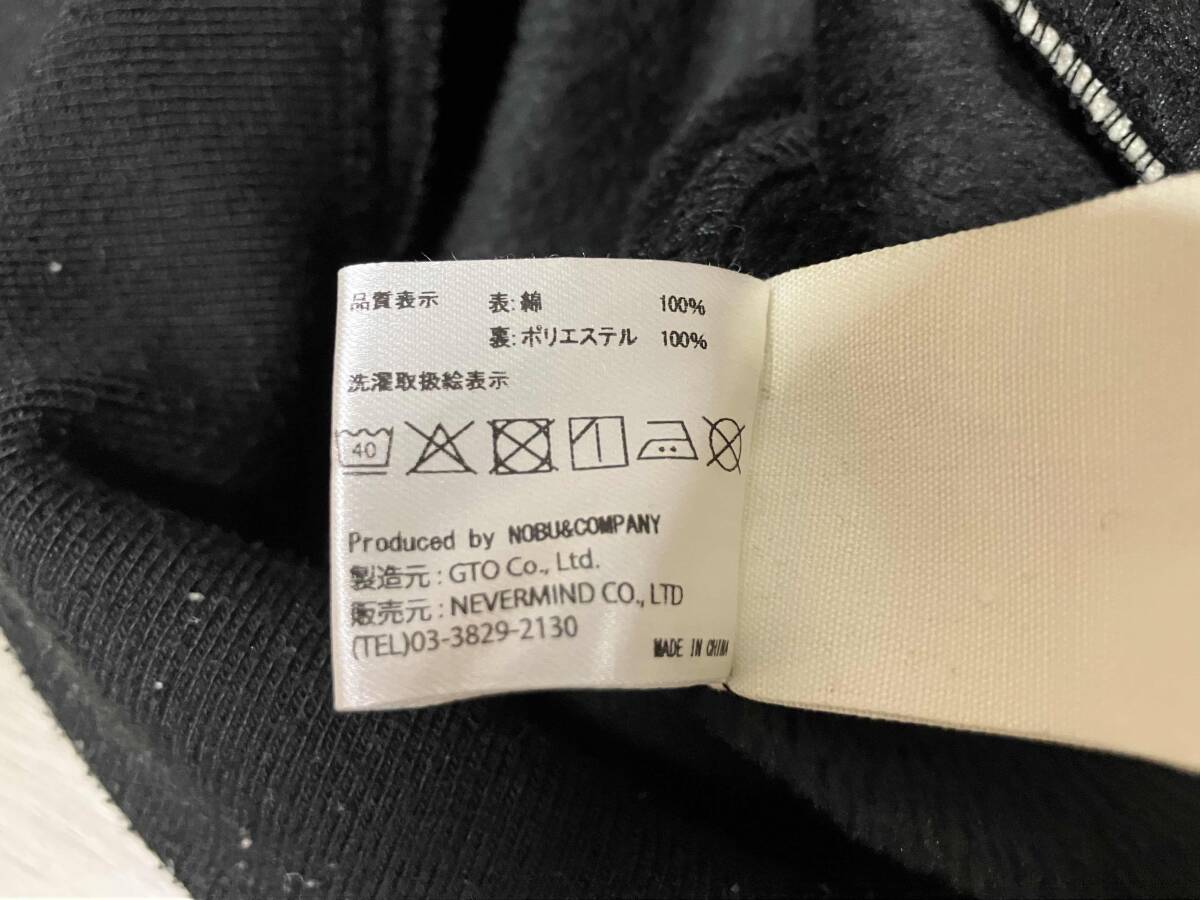 品質表示 表:綿 100%
裏:ポリエステル 100%
洗濯取扱絵表示
40
Produced by NOBU&COMPANY
製造元:GTO Co., Ltd.
販売元:NEVERMIND CO., LTD
(TEL)03-3829-2130
MADE IN CHINA